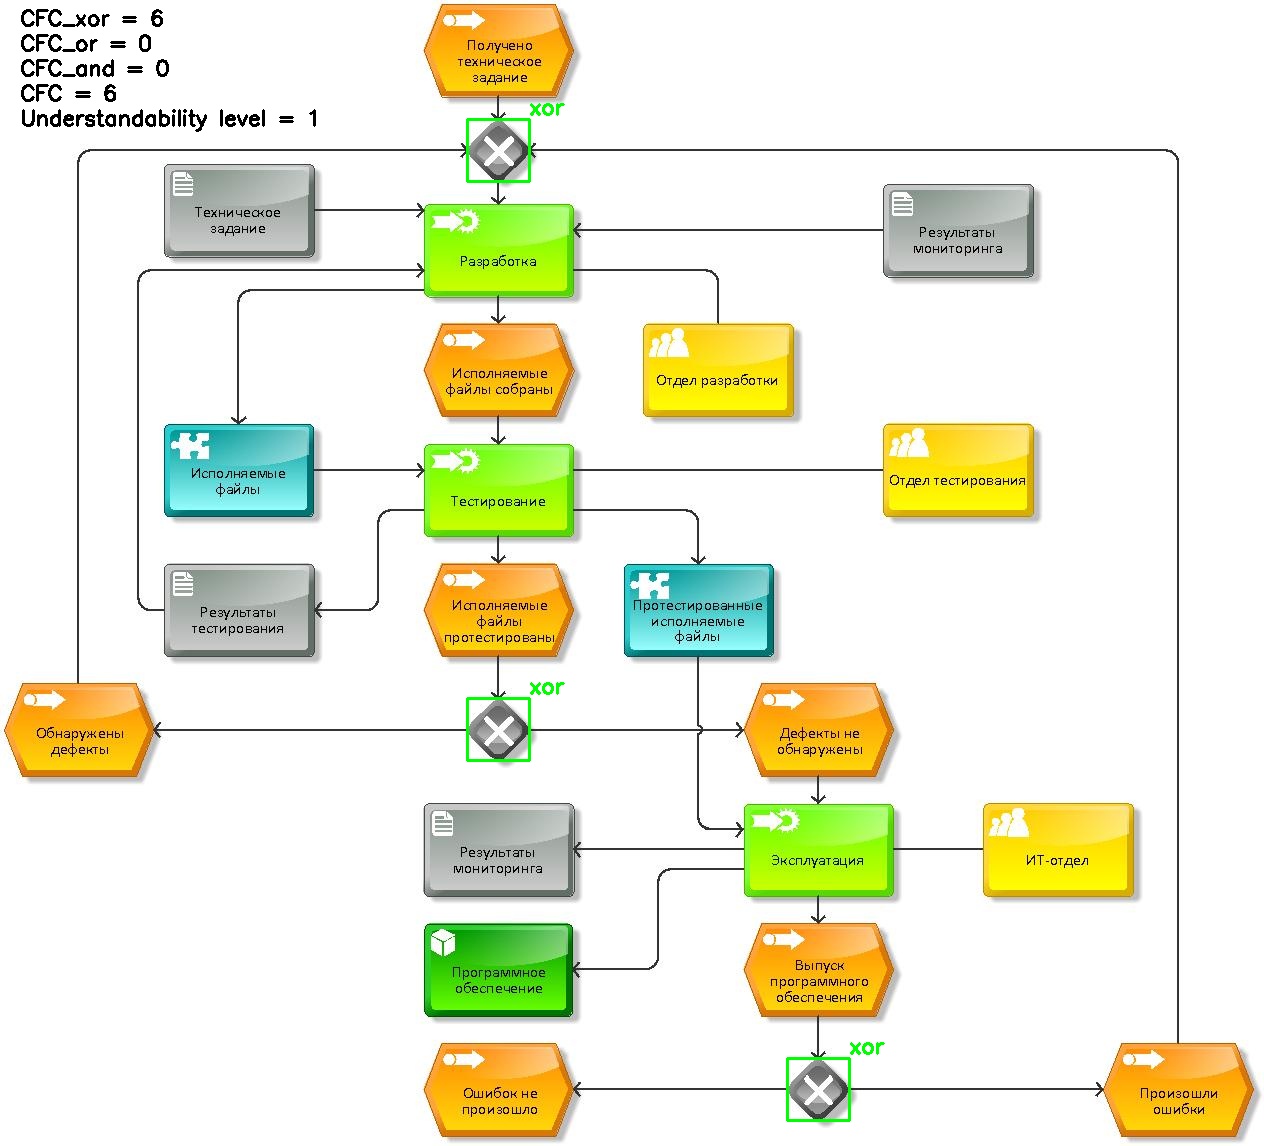 CFC_xor = 6
CFC_or = 0
CFC_and = 0
CFC = 6
Understandability level = 1
Получено
техническое
задание
xor
Техническое
задание
Результаты
мониторинга
Разработка
Исполняемые
файлы собраны
Отдел разработки
Исполняемые
файлы
Тестирование
Отдел тестирования
Результаты
тестирования
Исполняемые
файлы
протестированы
Протестированные
исполняемые
файлы
xor
Обнаружены
дефекты
Дефекты не
обнаружены
Результаты
мониторинга
Эксплуатация
ИТ-отдел
Программное
обеспечение
Выпуск
программного
обеспечения
xor
Ошибок не
произошло
Произошли
ошибки